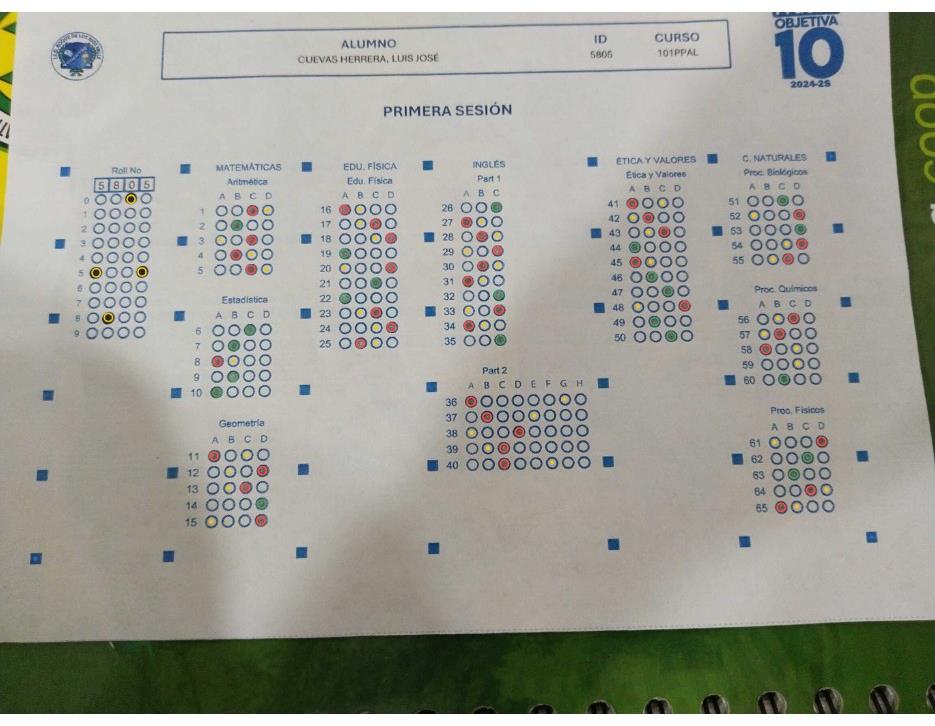 OBJETIVA
10
2024-2S
ALUMNO ID CURSO
CUEVAS HERRERA, LUIS JOSÉ 5805 101PPAL
PRIMERA SESIÓN
Roll No
5 8 0 5
0
1
2
3
4
5
6
7
8
9
MATEMÁTICAS
Aritmética
A B C D
1
2
3
4
5
Estadística
A B C D
6
7
8
9
10
Geometría
A B C D
11
12
13
14
15
EDU. FÍSICA
Edu. Física
A B C D
16
17
18
19
20
21
22
23
24
25
INGLÉS
Part 1
A B C
26
27
28
29
30
31
32
33
34
35
Part 2
A B C D E F G H
36
37
38
39
40
ÉTICA Y VALORES
Ética y Valores
A B C D
41
42
43
44
45
46
47
48
49
50
C. NATURALES
Proc. Biológicos
A B C D
51
52
53
54
55
Proc. Químicos
A B C D
56
57
58
59
60
Proc. Físicos
A B C D
61
62
63
64
65